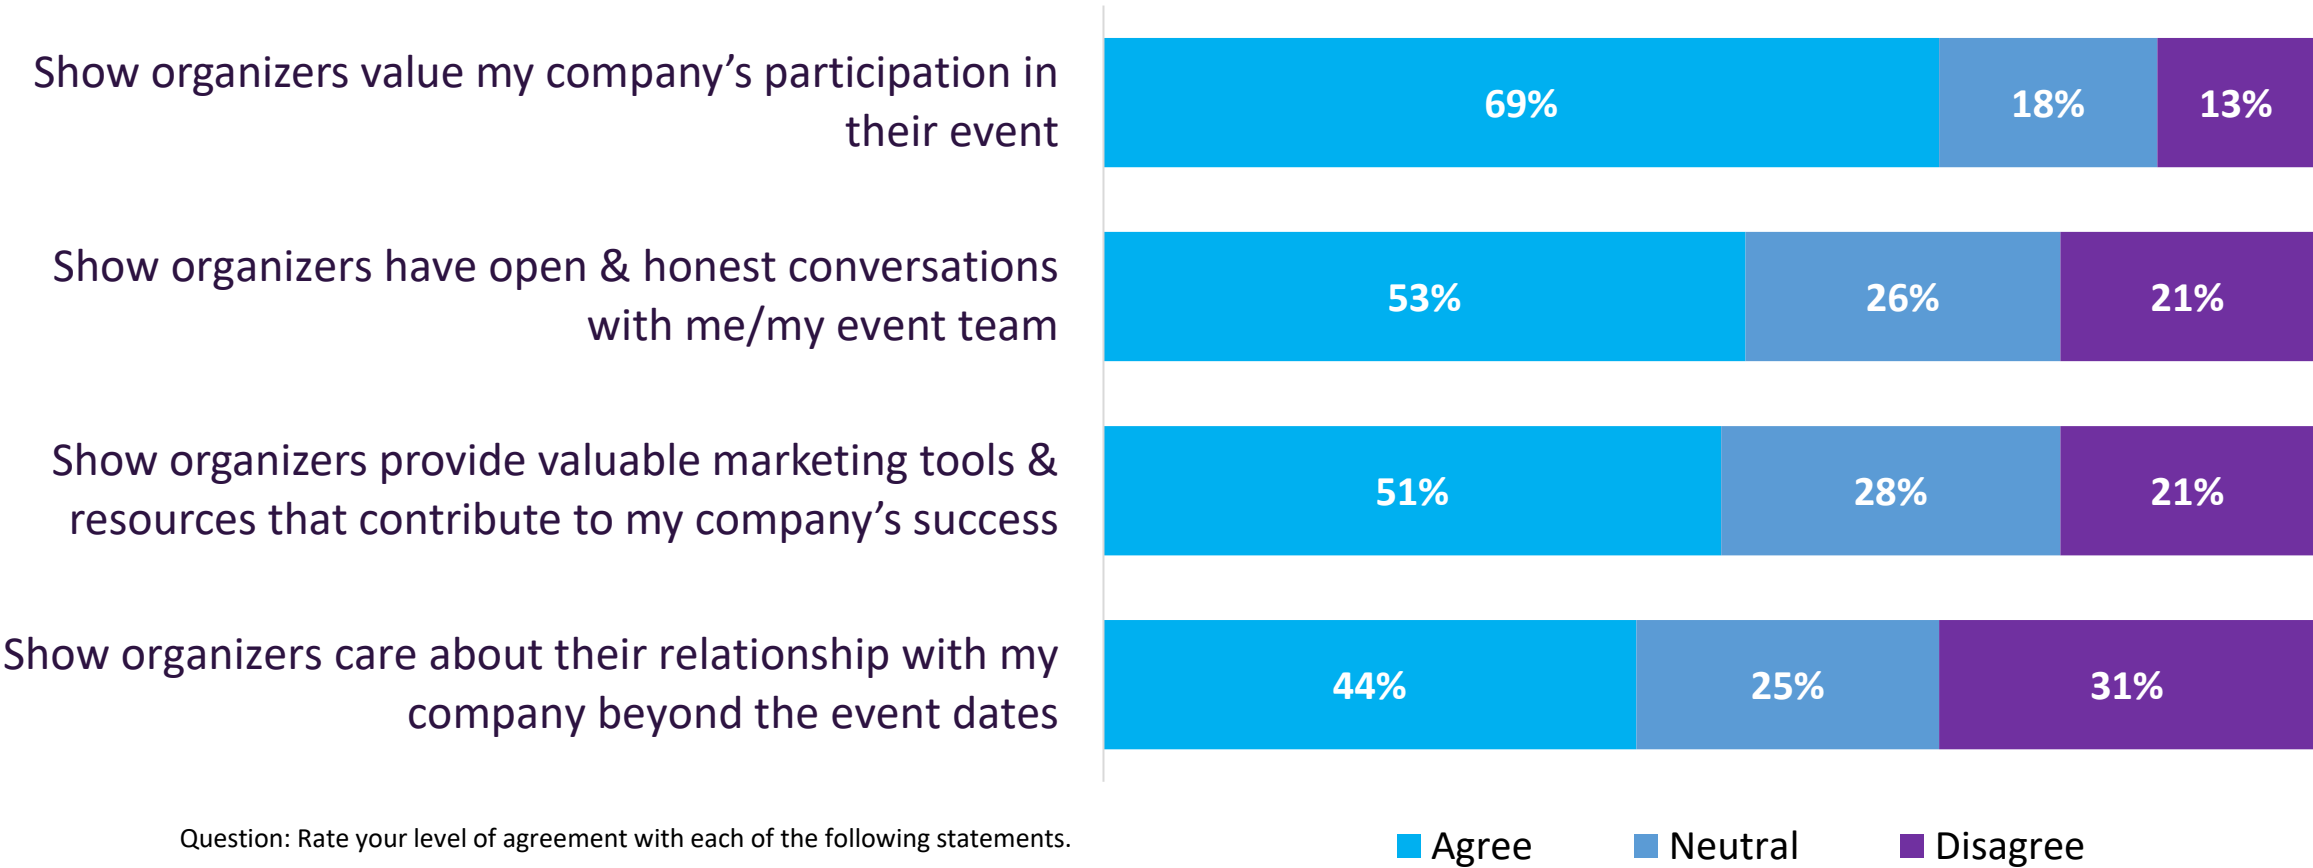 Show organizers value my company’s participation in
their event
69%
18%
13%
Show organizers have open & honest conversations
with me/my event team
53%
26%
21%
Show organizers provide valuable marketing tools &
resources that contribute to my company’s success
51%
28%
21%
Show organizers care about their relationship with my
company beyond the event dates
44%
25%
31%
Question: Rate your level of agreement with each of the following statements.
Agree
Neutral
Disagree